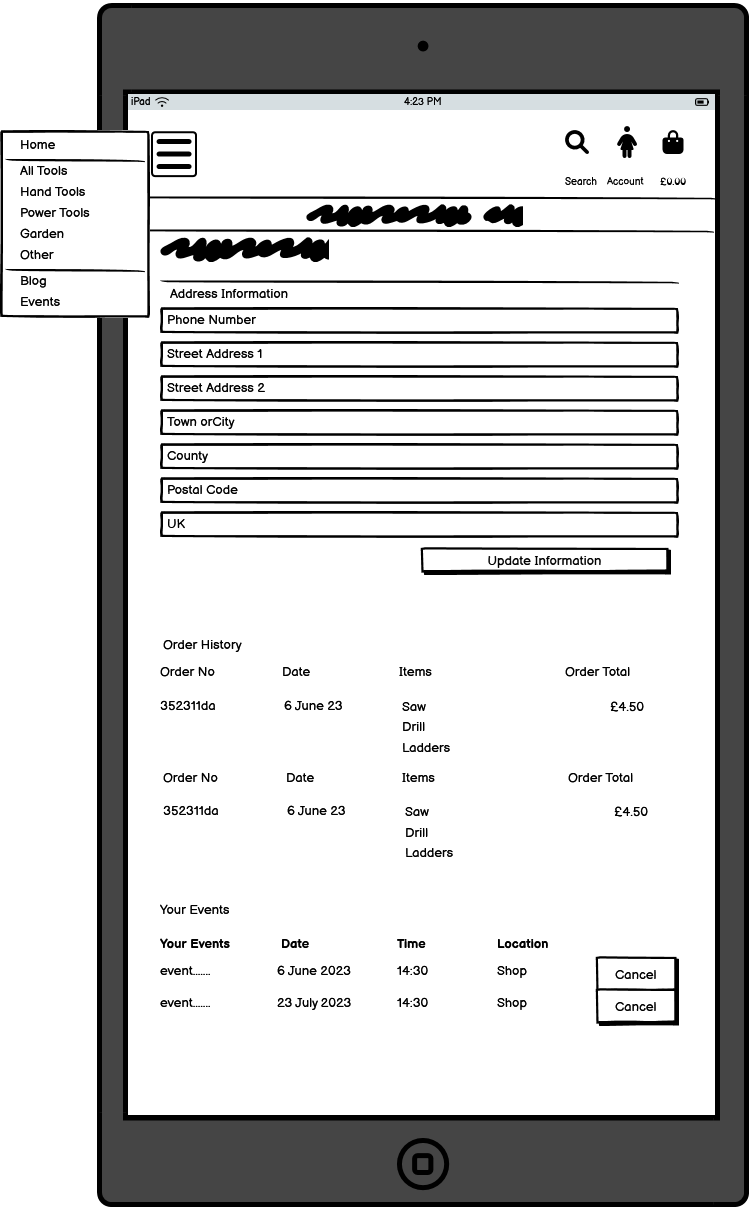 iPad 4:23 PM
Home
All Tools
Hand Tools
Power Tools
Garden
Other
Blog
Events
Search Account £0.00
Address Information
Phone Number
Street Address 1
Street Address 2
Town orCity
County
Postal Code
UK
Update Information
Order History
Order No Date Items Order Total
352311da 6 June 23 Saw £4.50
Drill
Ladders
Order No Date Items Order Total
352311da 6 June 23 Saw £4.50
Drill
Ladders
Your Events
Your Events Date Time Location
event....... 6 June 2023 14:30 Shop Cancel
event....... 23 July 2023 14:30 Shop Cancel